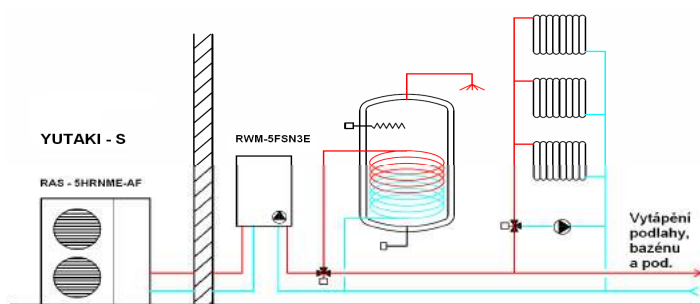 YUTAKI - S
RWM-5FSN3E
RAS - 5HRNME-AF
Vytápění
podlahy,
bazénu
a pod.